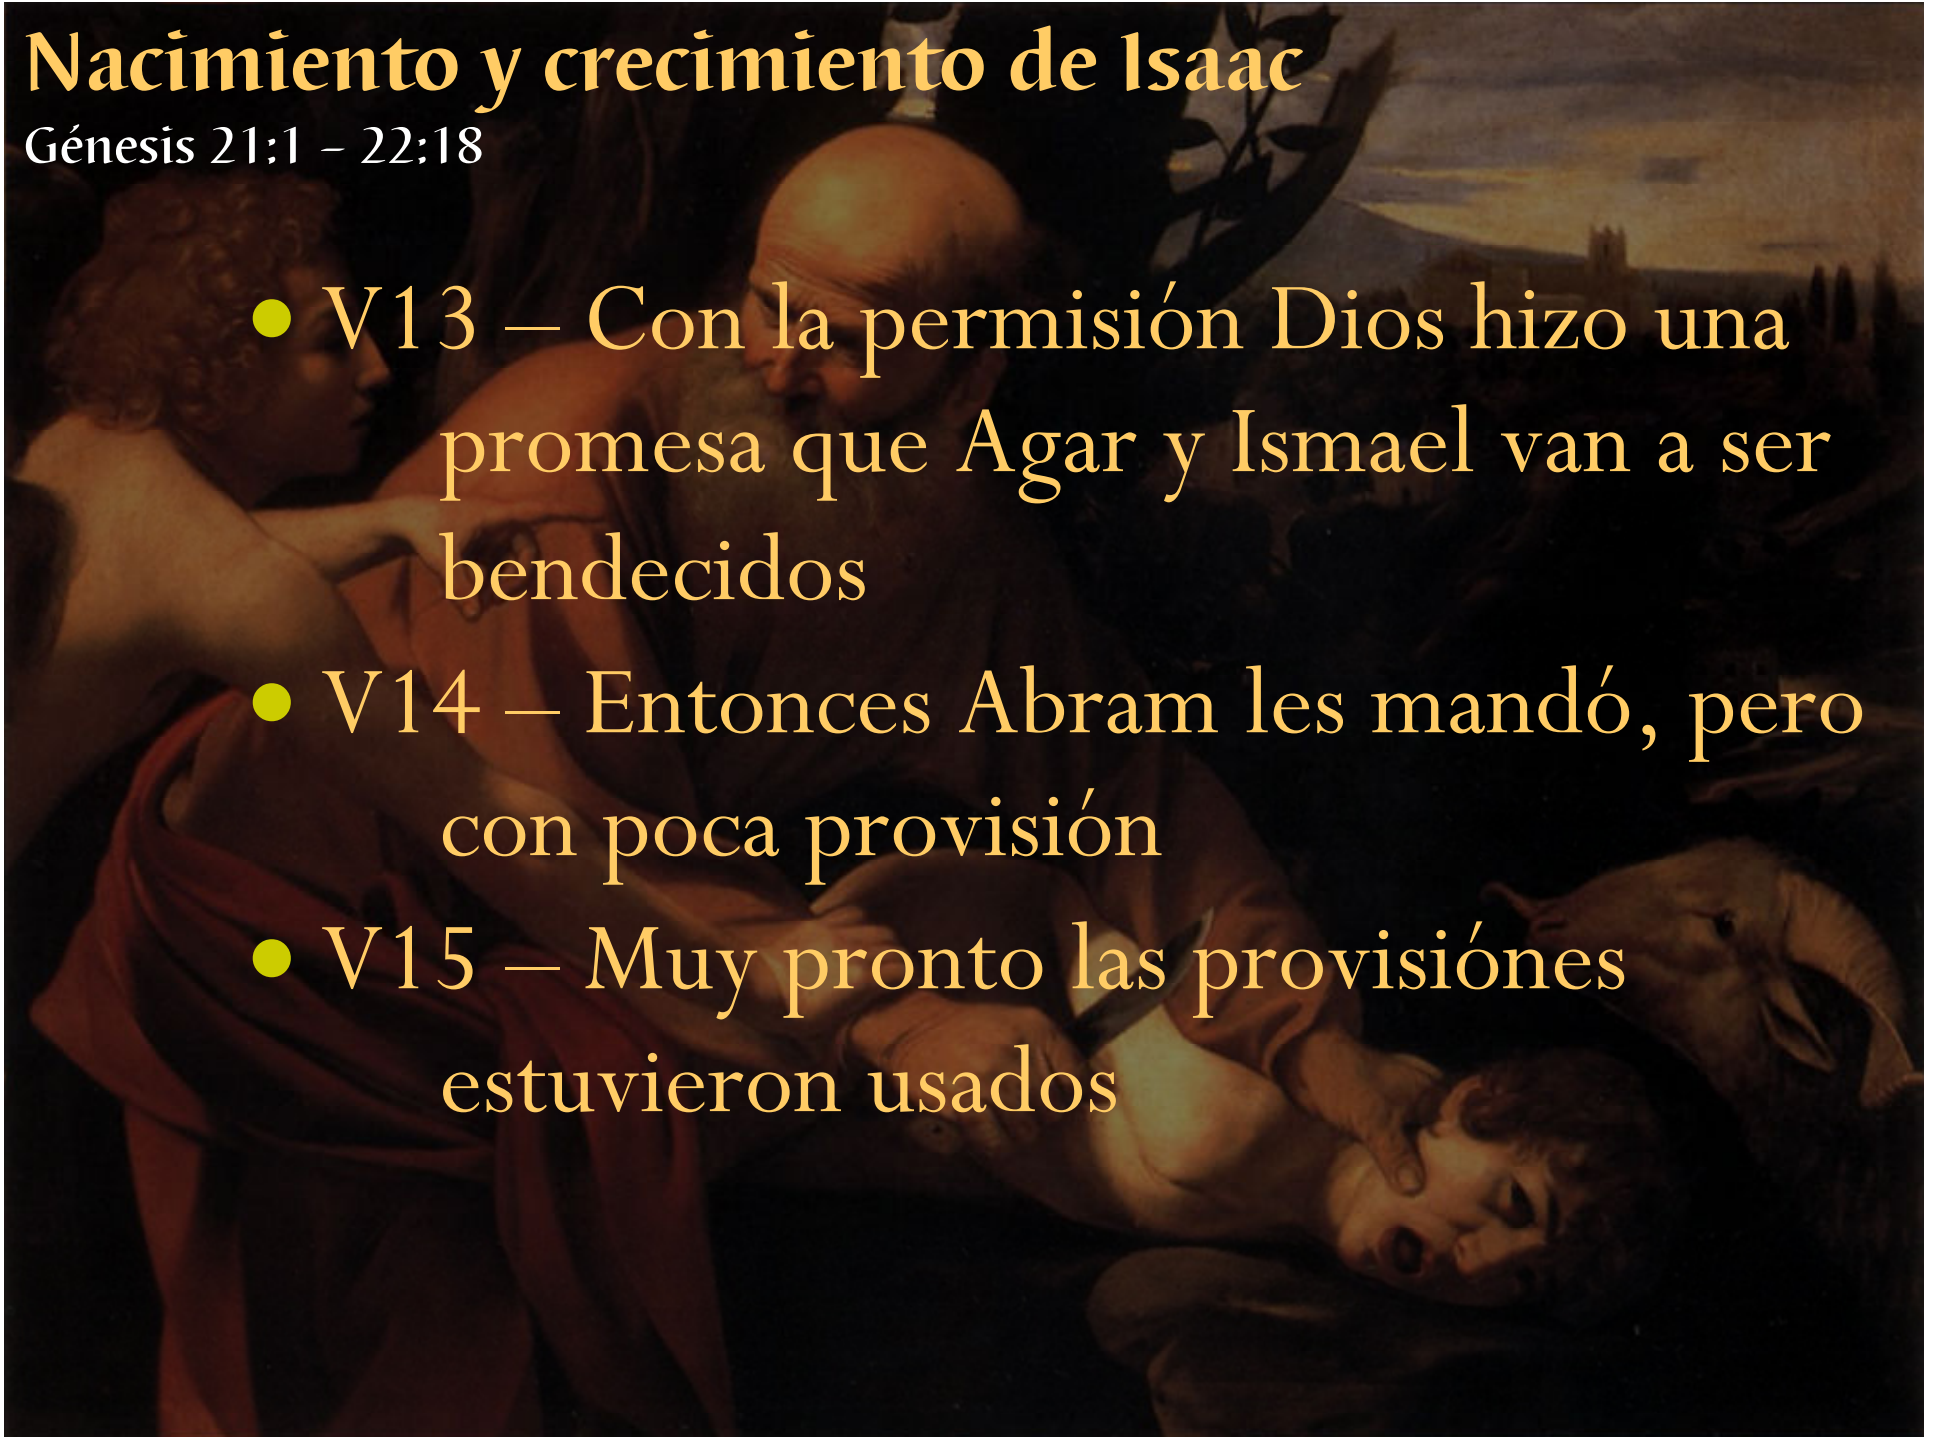 Nacimiento y crecimiento de Isaac
Génesis 21:1 – 22:18
• V13 – Con la permisión Dios hizo una
promesa que Agar y Ismael van a ser
bendecidos
• V14 – Entonces Abram les mandó, pero
con poca provisión
• V15 – Muy pronto las provisiónes
estuvieron usados